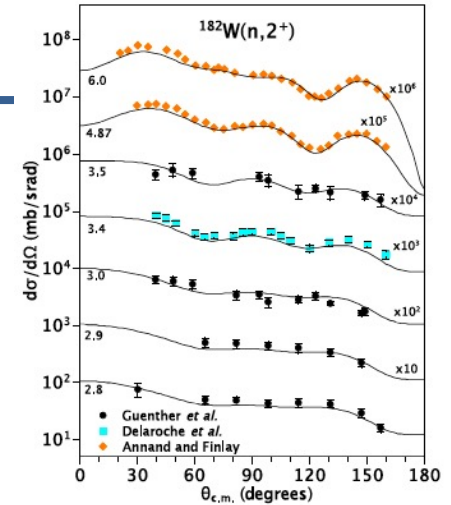 ¹⁸²W(n,2⁺)
10⁸
10⁷
10⁶
10⁵
10⁴
10³
10²
10¹
dσ/dΩ (mb/srad)
6.0
x10⁶
4.87
x10⁵
3.5
x10⁴
3.4
x10³
3.0
x10²
2.9
x10
2.8
Guenther et al.
Delaroche et al.
Annand and Finlay
0 30 60 90 120 150 180
θc.m. (degrees)